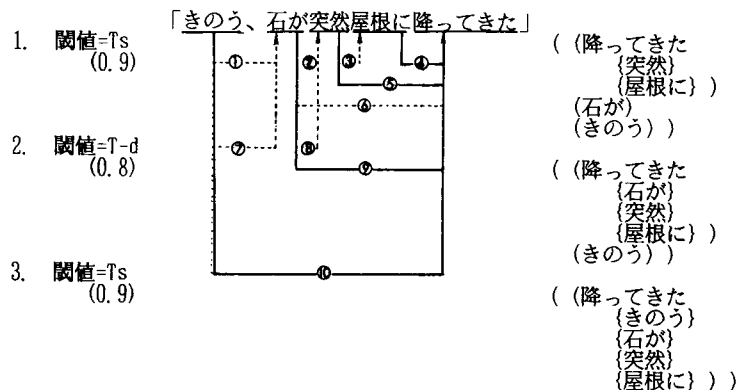 「きのう、石が突然屋根に降ってきた」
1. 閾値=Ts
(0.9)
① ② ③ ④
⑤
⑥
( (降ってきた
{突然}
{屋根に} )
(石が)
(きのう) )
2. 閾値=T-d
(0.8)
⑦ ⑧
⑨
( (降ってきた
{石が}
{突然}
{屋根に} )
(きのう) )
3. 閾値=Ts
(0.9)
⑩
( (降ってきた
{きのう}
{石が}
{突然}
{屋根に} ) )